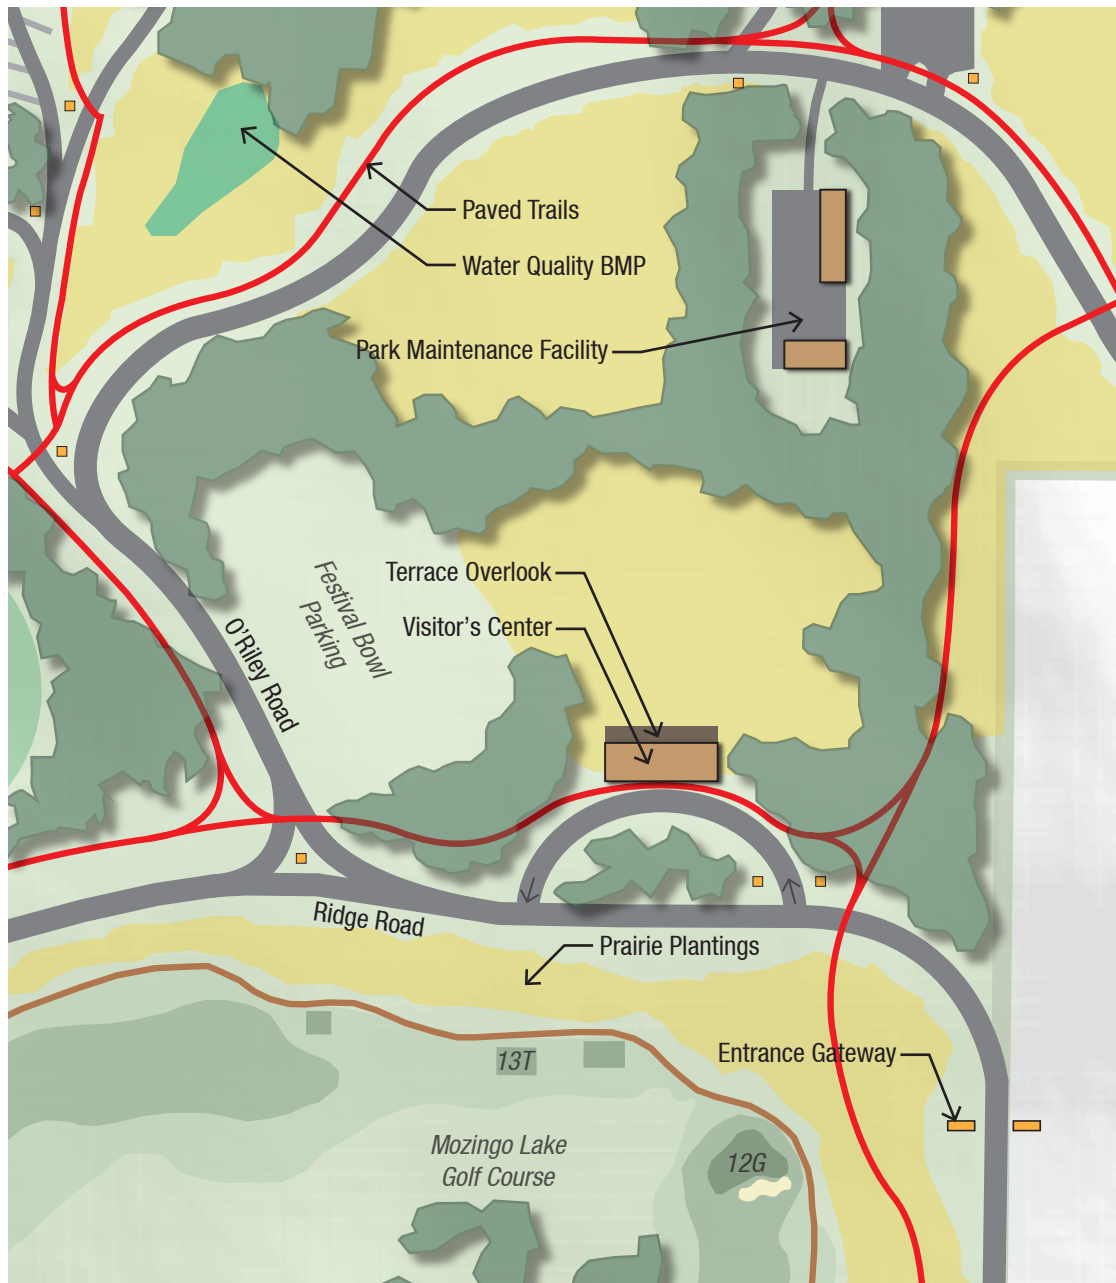 Paved Trails
Water Quality BMP
Park Maintenance Facility
Terrace Overlook
Visitor's Center
Festival Bowl
Parking
O'Riley Road
Ridge Road
Prairie Plantings
Entrance Gateway
13T
Mozingo Lake
Golf Course
12G